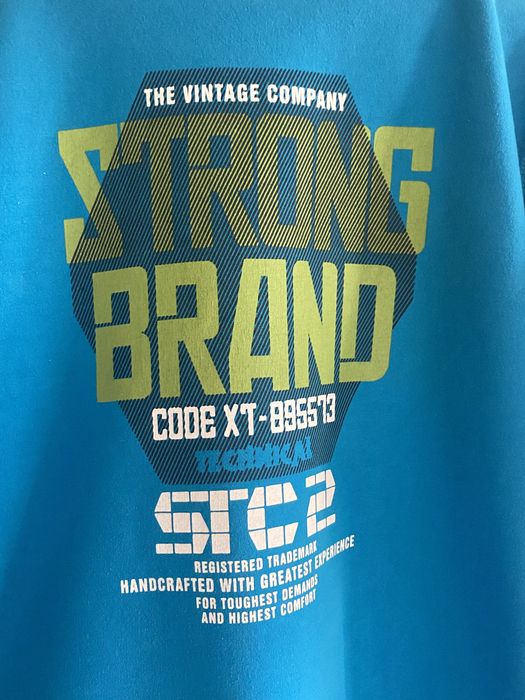 THE VINTAGE COMPANY
STRONG
BRAND
CODE XT-895573
TECHNICAL
STC2
REGISTERED TRADEMARK
HANDCRAFTED WITH GREATEST EXPERIENCE
FOR TOUGHEST DEMANDS
AND HIGHEST COMFORT